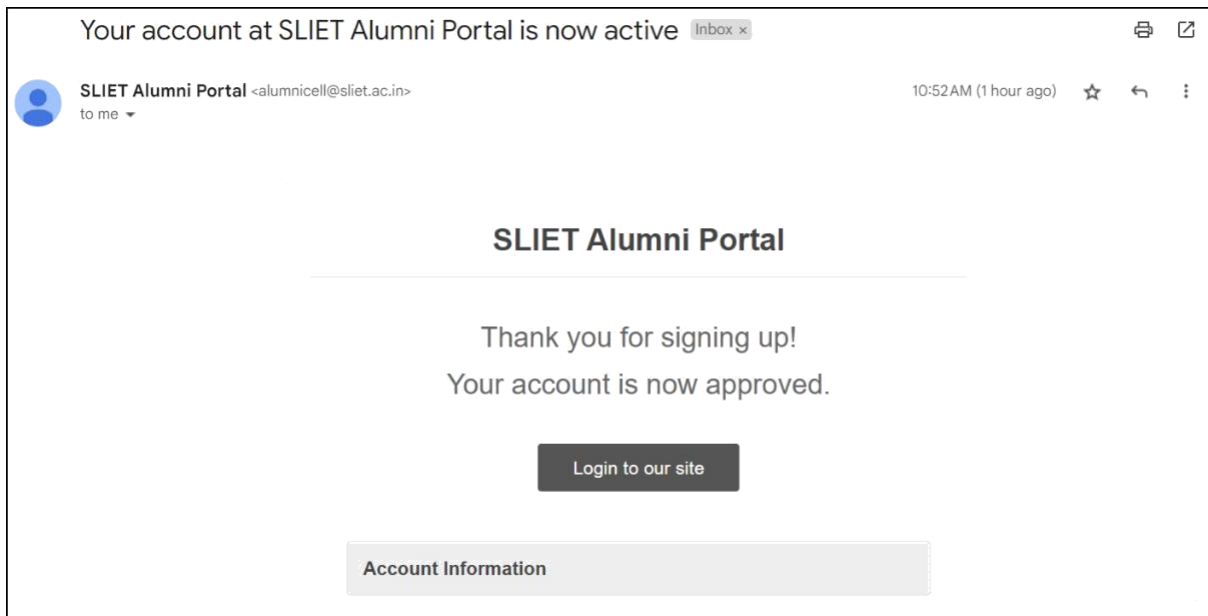 Your account at SLIET Alumni Portal is now active Inbox ×
SLIET Alumni Portal <alumnicell@sliet.ac.in> 10:52 AM (1 hour ago)
to me
SLIET Alumni Portal
Thank you for signing up!
Your account is now approved.
Login to our site
Account Information